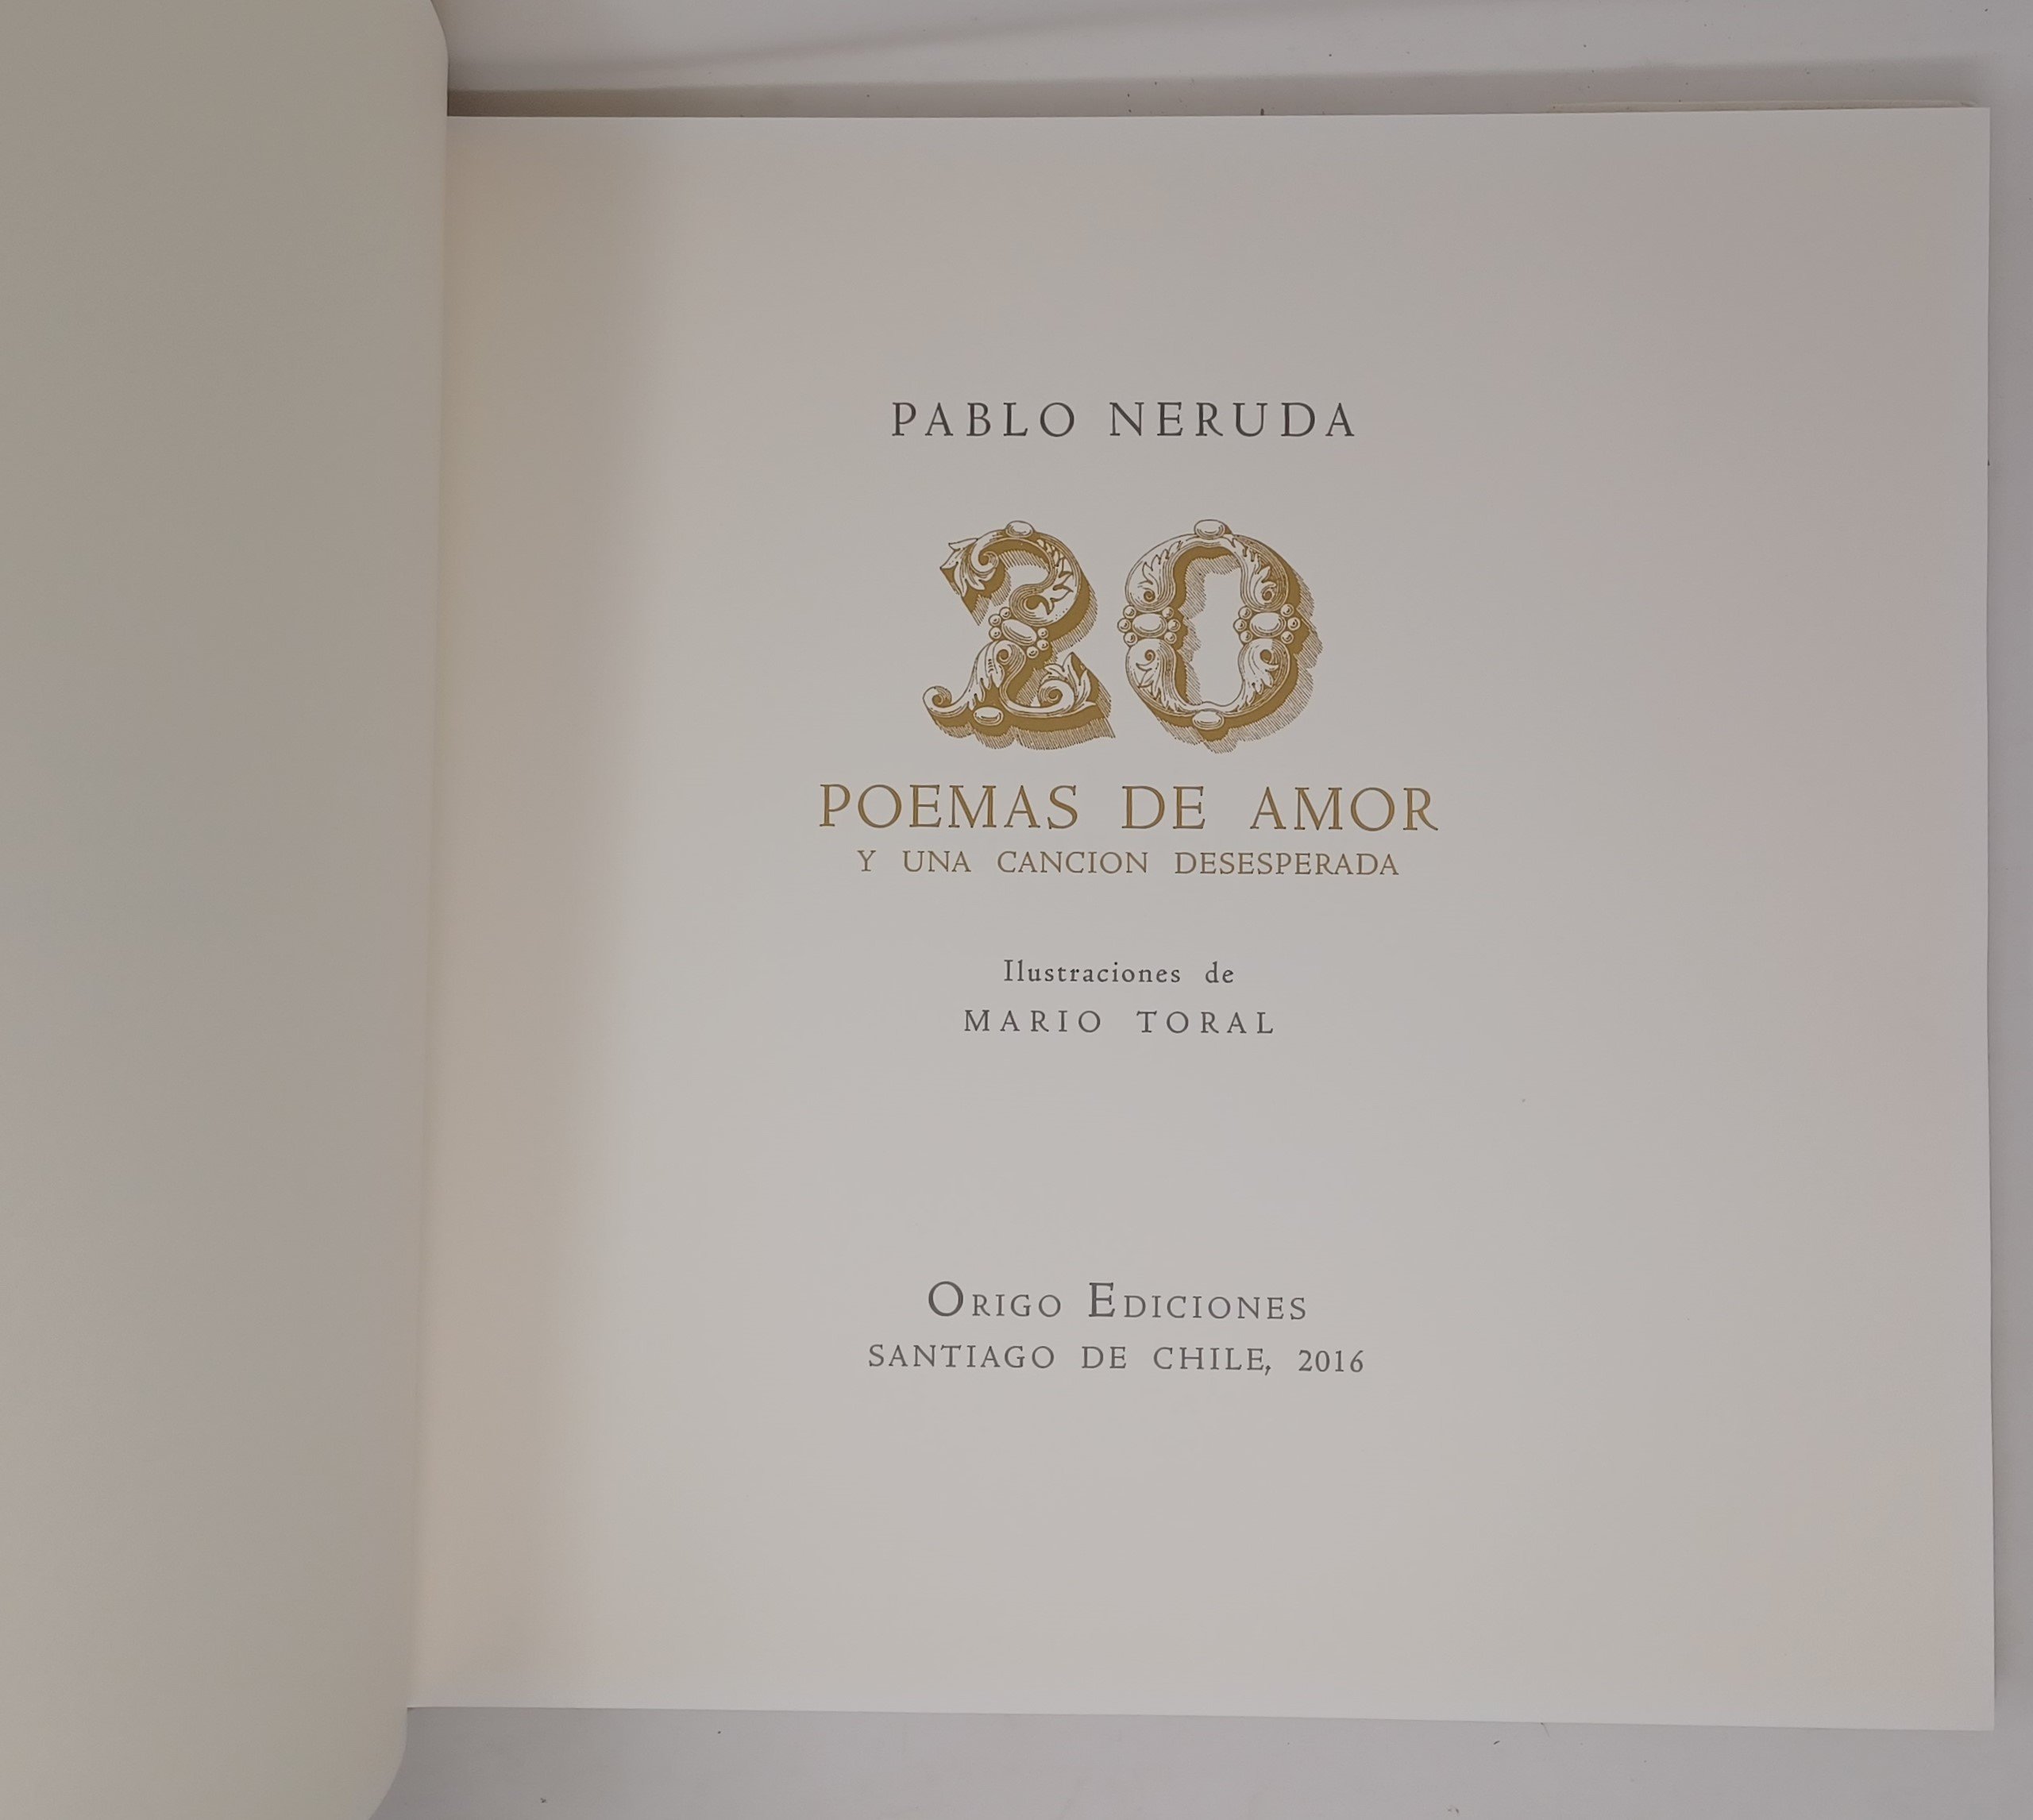 PABLO NERUDA
20
POEMAS DE AMOR
Y UNA CANCION DESESPERADA
Ilustraciones de
MARIO TORAL
ORIGO EDICIONES
SANTIAGO DE CHILE, 2016